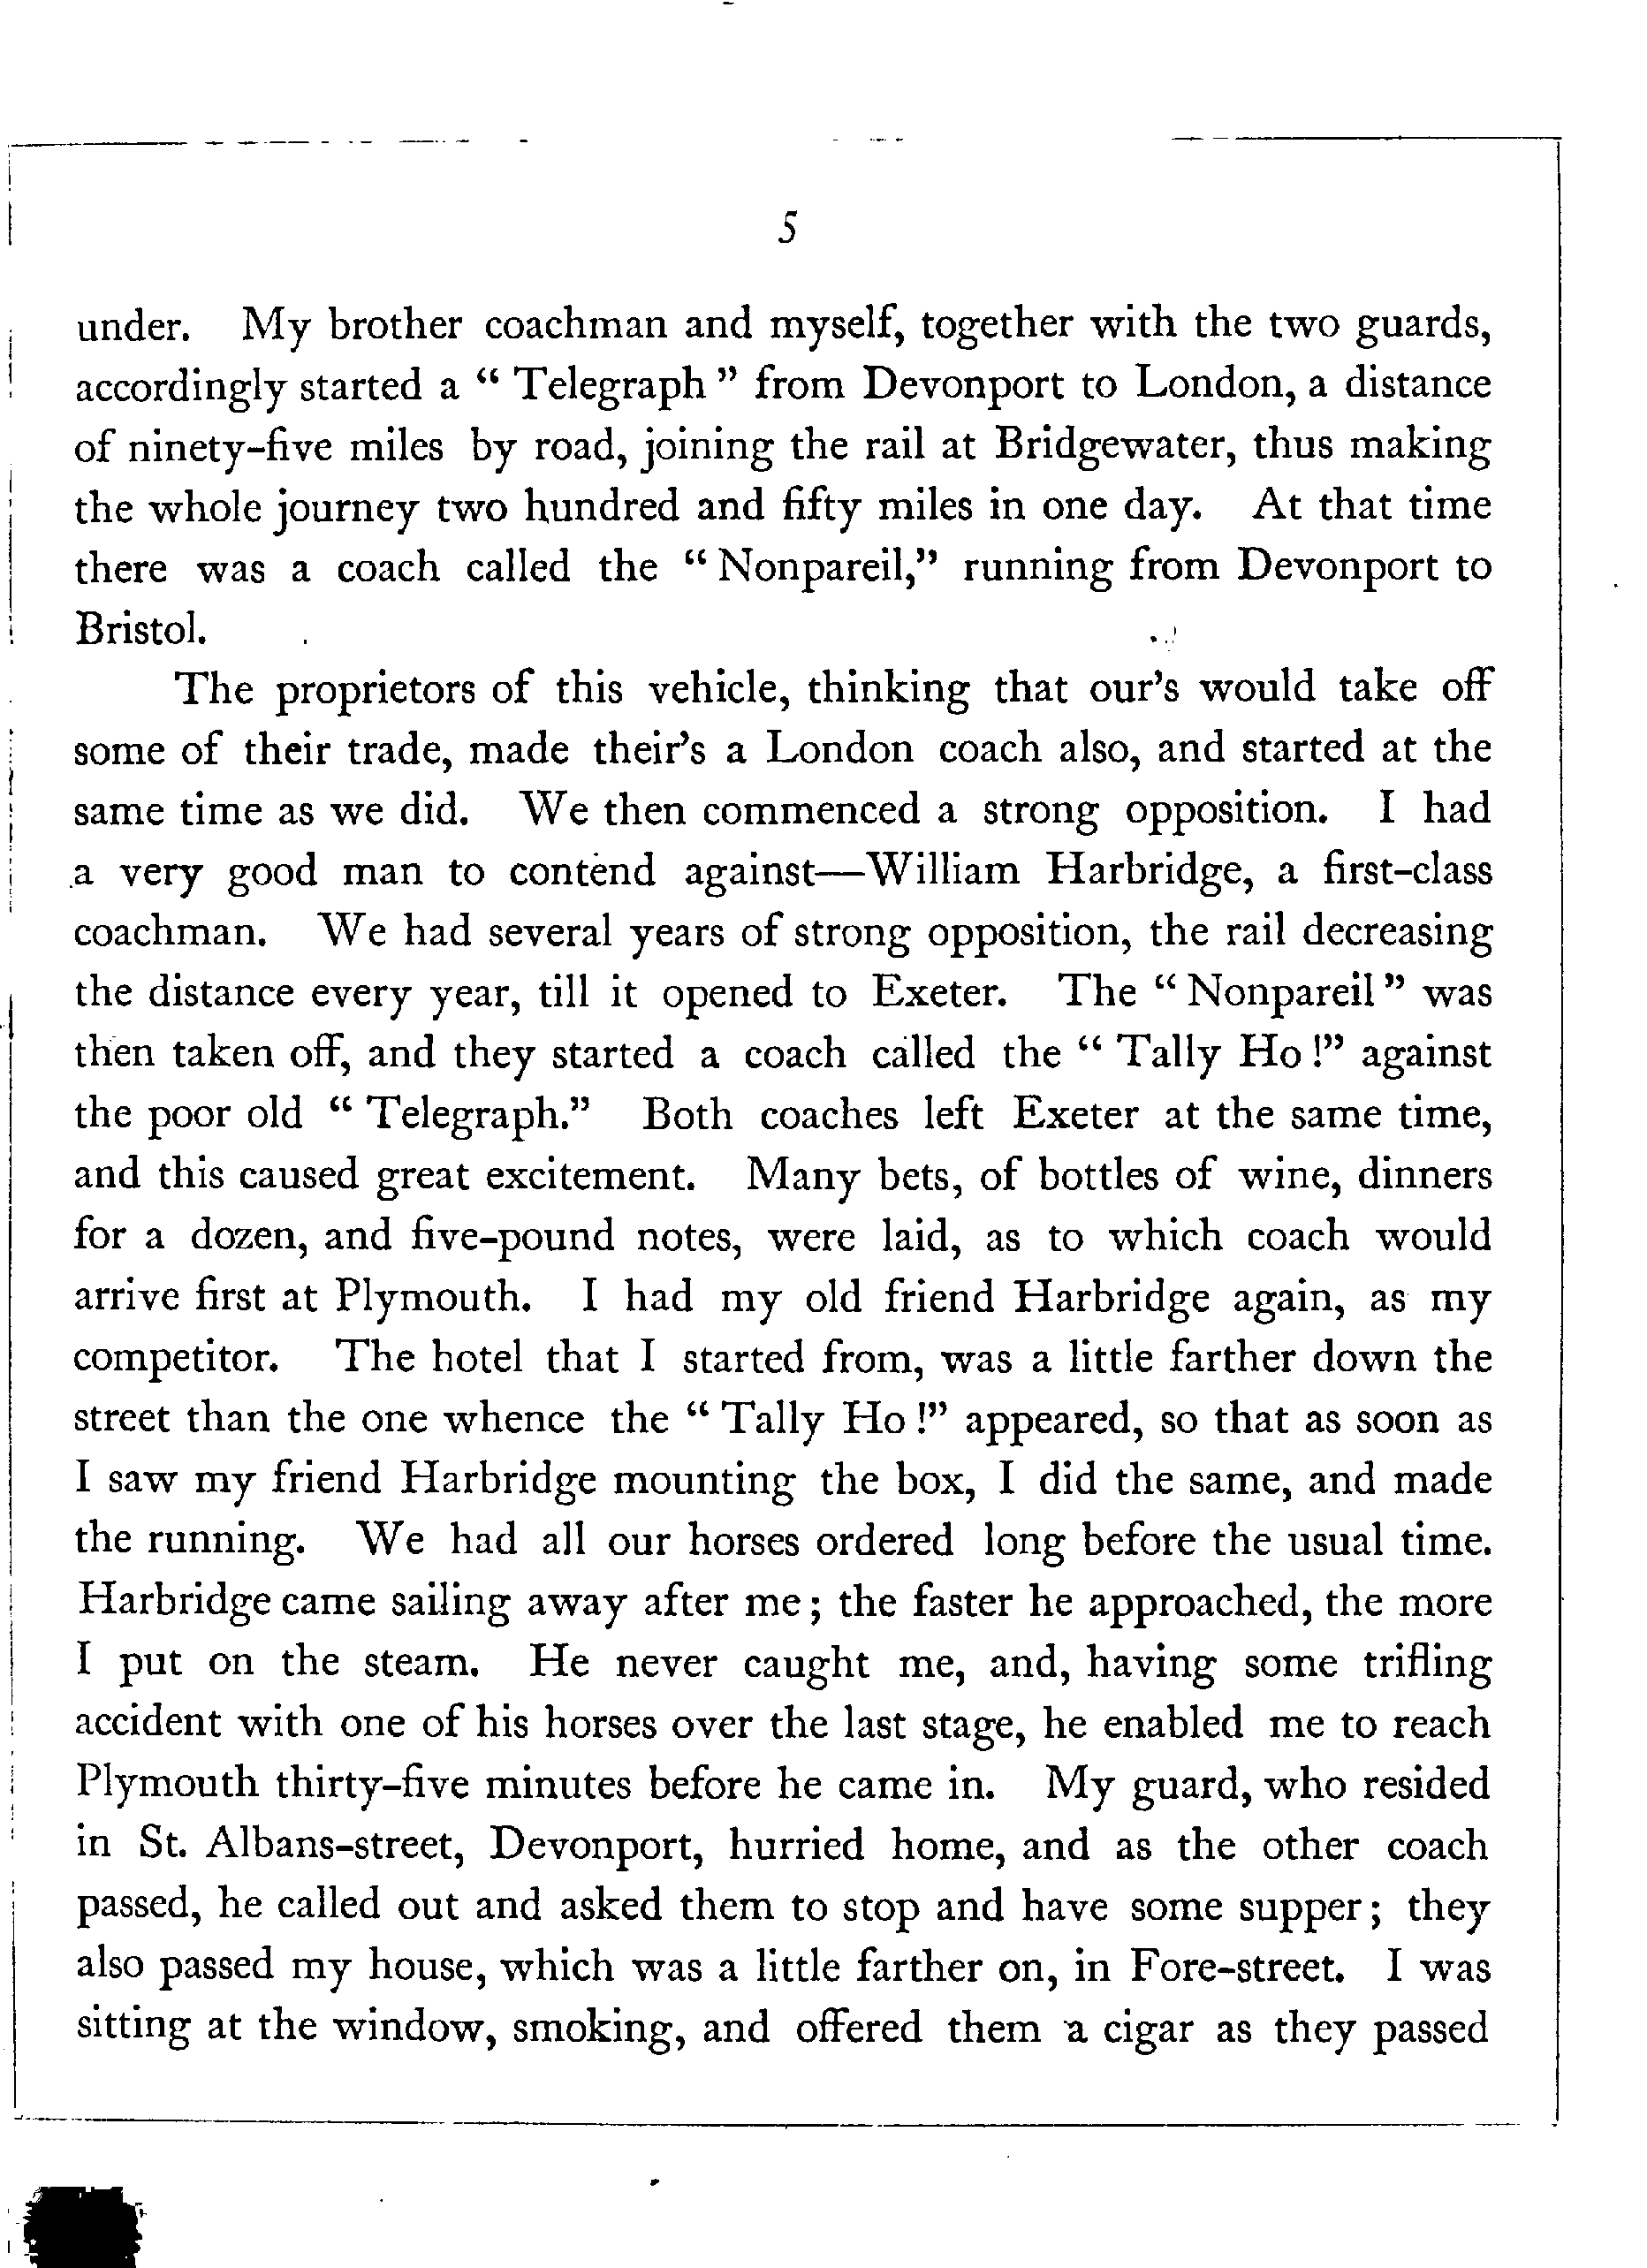 5
under. My brother coachman and myself, together with the two guards,
accordingly started a “ Telegraph ” from Devonport to London, a distance
of ninety-five miles by road, joining the rail at Bridgewater, thus making
the whole journey two hundred and fifty miles in one day. At that time
there was a coach called the “ Nonpareil,” running from Devonport to
Bristol.
The proprietors of this vehicle, thinking that our’s would take off
some of their trade, made their’s a London coach also, and started at the
same time as we did. We then commenced a strong opposition. I had
a very good man to contend against—William Harbridge, a first-class
coachman. We had several years of strong opposition, the rail decreasing
the distance every year, till it opened to Exeter. The “ Nonpareil ” was
then taken off, and they started a coach called the “ Tally Ho !” against
the poor old “ Telegraph.” Both coaches left Exeter at the same time,
and this caused great excitement. Many bets, of bottles of wine, dinners
for a dozen, and five-pound notes, were laid, as to which coach would
arrive first at Plymouth. I had my old friend Harbridge again, as my
competitor. The hotel that I started from, was a little farther down the
street than the one whence the “ Tally Ho !” appeared, so that as soon as
I saw my friend Harbridge mounting the box, I did the same, and made
the running. We had all our horses ordered long before the usual time.
Harbridge came sailing away after me ; the faster he approached, the more
I put on the steam. He never caught me, and, having some trifling
accident with one of his horses over the last stage, he enabled me to reach
Plymouth thirty-five minutes before he came in. My guard, who resided
in St. Albans-street, Devonport, hurried home, and as the other coach
passed, he called out and asked them to stop and have some supper ; they
also passed my house, which was a little farther on, in Fore-street. I was
sitting at the window, smoking, and offered them a cigar as they passed